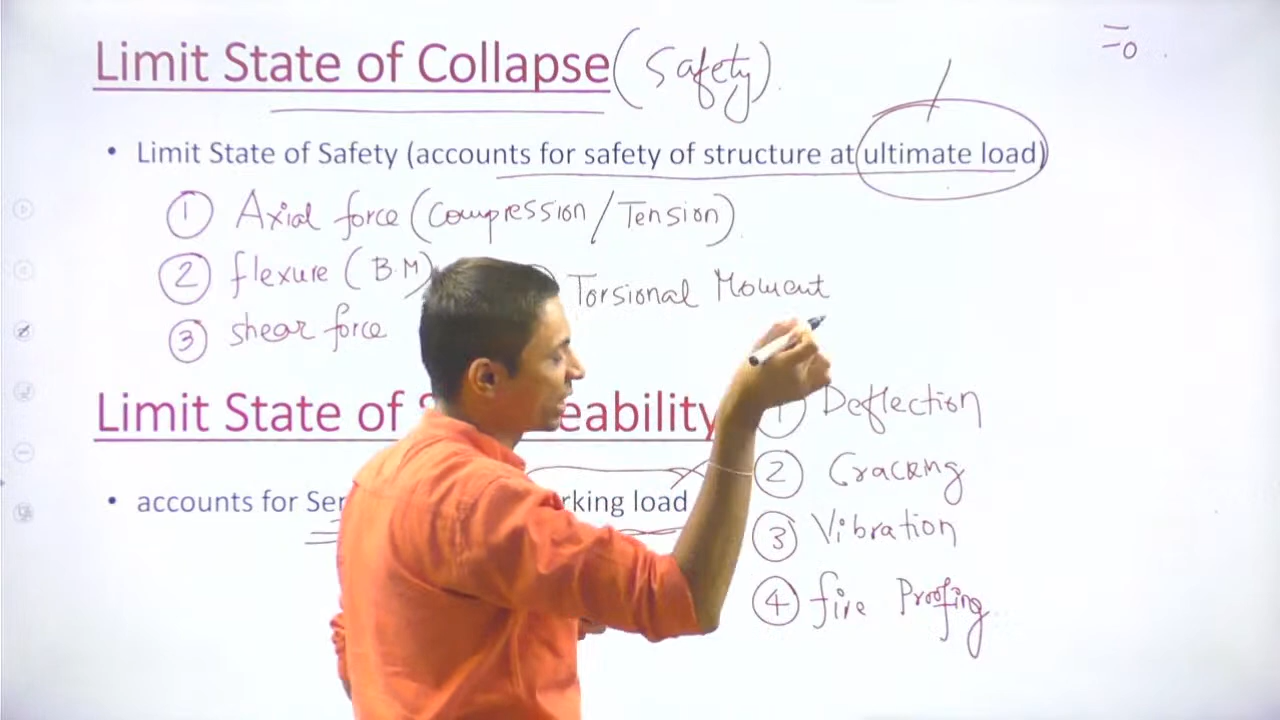 Limit State of Collapse (Safety)
• Limit State of Safety (accounts for safety of structure at ultimate load)
① Axial force (Compression / Tension)
② flexure (B.M)
Torsional Moment
③ shear force
Limit State of S eability
① Deflection
② Cracking
• accounts for Ser rking load
③ Vibration
④ fire Proofing